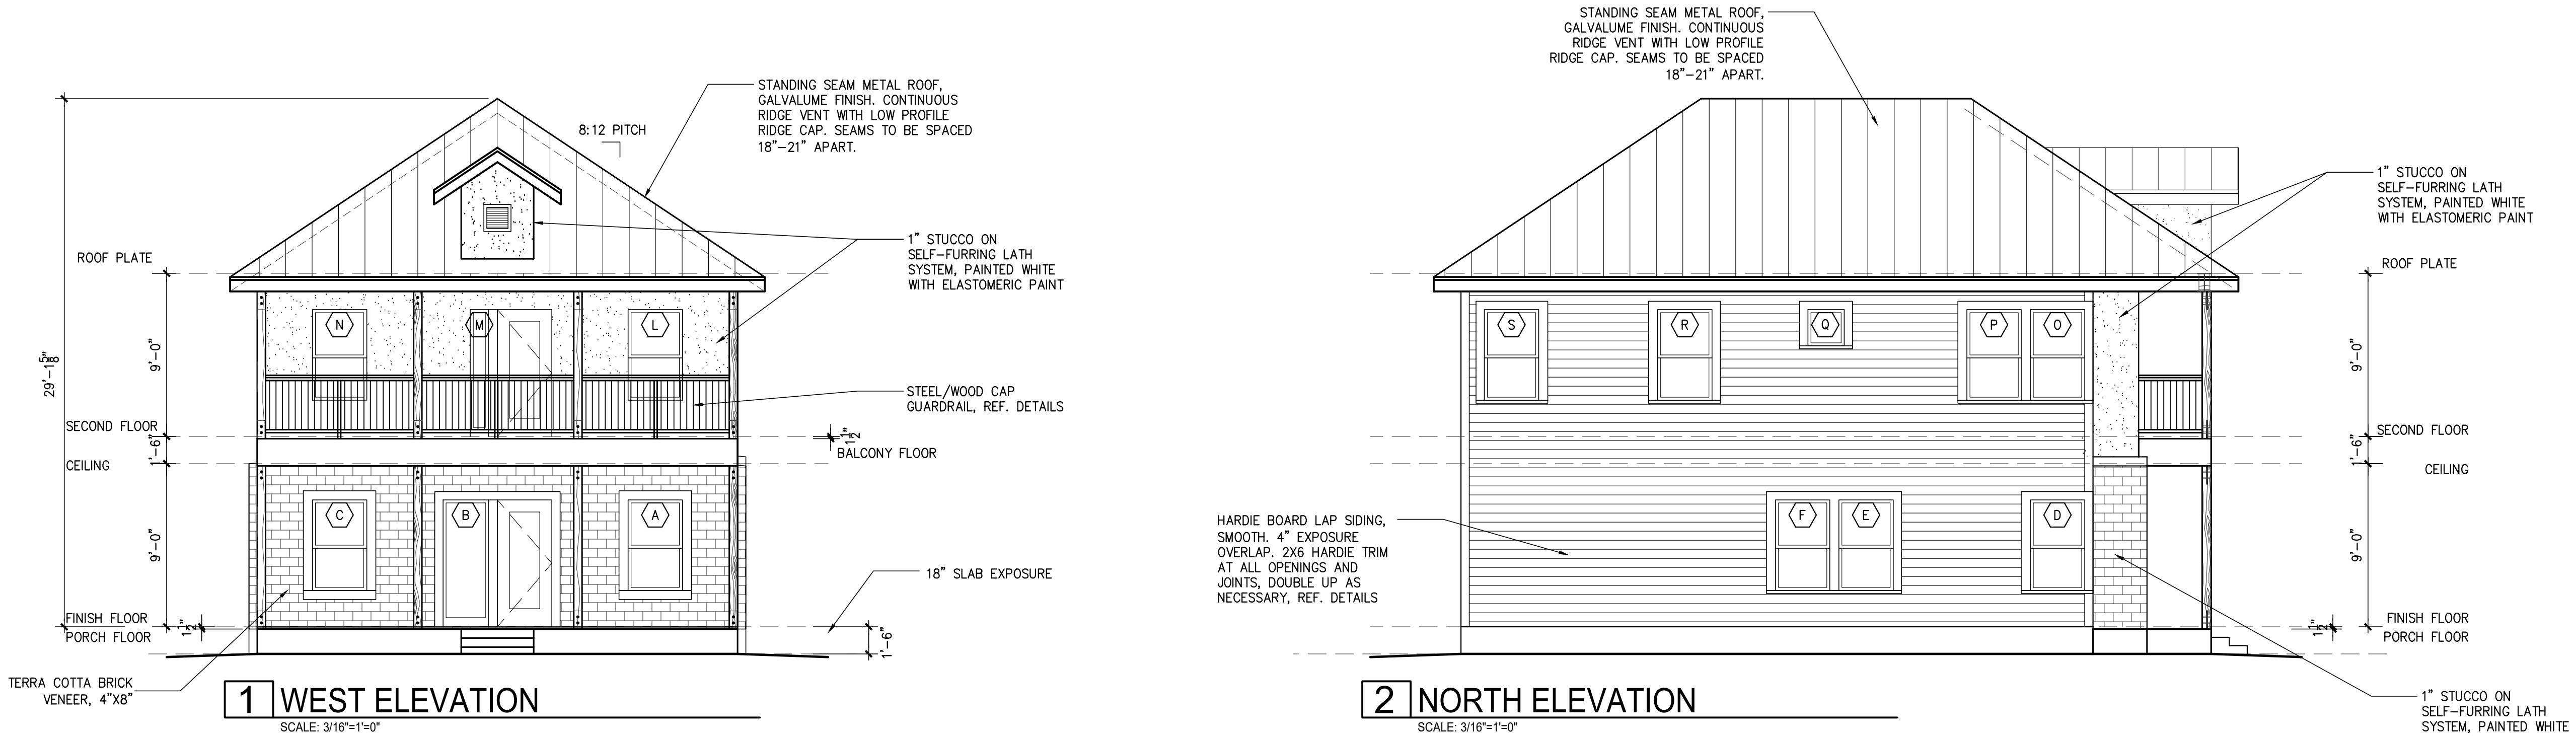 STANDING SEAM METAL ROOF,
GALVALUME FINISH. CONTINUOUS
RIDGE VENT WITH LOW PROFILE
RIDGE CAP. SEAMS TO BE SPACED
18"-21" APART.
8:12 PITCH
1" STUCCO ON
SELF-FURRING LATH
SYSTEM, PAINTED WHITE
WITH ELASTOMERIC PAINT
ROOF PLATE
29'-1 5/8"
9'-0"
N
M
L
STEEL/WOOD CAP
GUARDRAIL, REF. DETAILS
SECOND FLOOR
1'-6"
1 1/2"
BALCONY FLOOR
CEILING
9'-0"
C
B
A
18" SLAB EXPOSURE
FINISH FLOOR
PORCH FLOOR
1 1/2"
1'-6"
TERRA COTTA BRICK
VENEER, 4"X8"
1 WEST ELEVATION
SCALE: 3/16"=1'=0"
STANDING SEAM METAL ROOF,
GALVALUME FINISH. CONTINUOUS
RIDGE VENT WITH LOW PROFILE
RIDGE CAP. SEAMS TO BE SPACED
18"-21" APART.
1" STUCCO ON
SELF-FURRING LATH
SYSTEM, PAINTED WHITE
WITH ELASTOMERIC PAINT
ROOF PLATE
S
R
Q
P
O
9'-0"
SECOND FLOOR
1'-6"
CEILING
HARDIE BOARD LAP SIDING,
SMOOTH. 4" EXPOSURE
OVERLAP. 2X6 HARDIE TRIM
AT ALL OPENINGS AND
JOINTS, DOUBLE UP AS
NECESSARY, REF. DETAILS
F
E
D
9'-0"
FINISH FLOOR
1 1/2"
PORCH FLOOR
1" STUCCO ON
SELF-FURRING LATH
SYSTEM, PAINTED WHITE
2 NORTH ELEVATION
SCALE: 3/16"=1'=0"